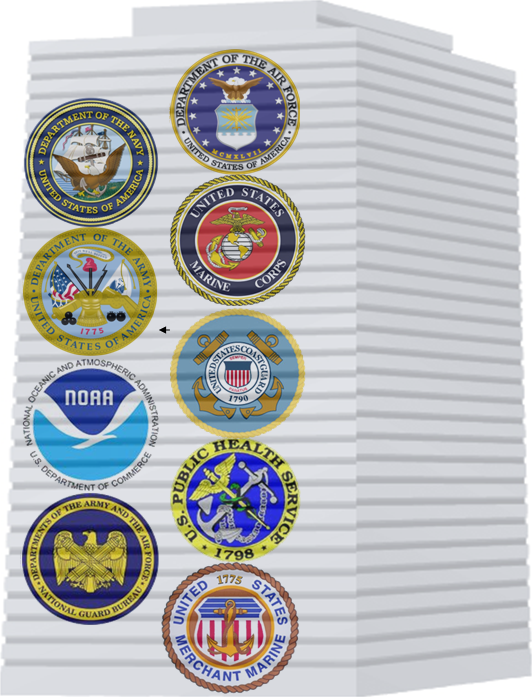 DEPARTMENT OF THE AIR FORCE
MCMXLVII
UNITED STATES OF AMERICA
DEPARTMENT OF THE NAVY
UNITED STATES OF AMERICA
UNITED STATES
MARINE CORPS
DEPARTMENT OF THE ARMY
1775
UNITED STATES OF AMERICA
UNITED STATES COAST GUARD
1790
NATIONAL OCEANIC AND ATMOSPHERIC ADMINISTRATION
NOAA
U.S. DEPARTMENT OF COMMERCE
U.S. PUBLIC HEALTH SERVICE
1798
DEPARTMENTS OF THE ARMY AND THE AIR FORCE
NATIONAL GUARD BUREAU
1775
UNITED STATES
MERCHANT MARINE